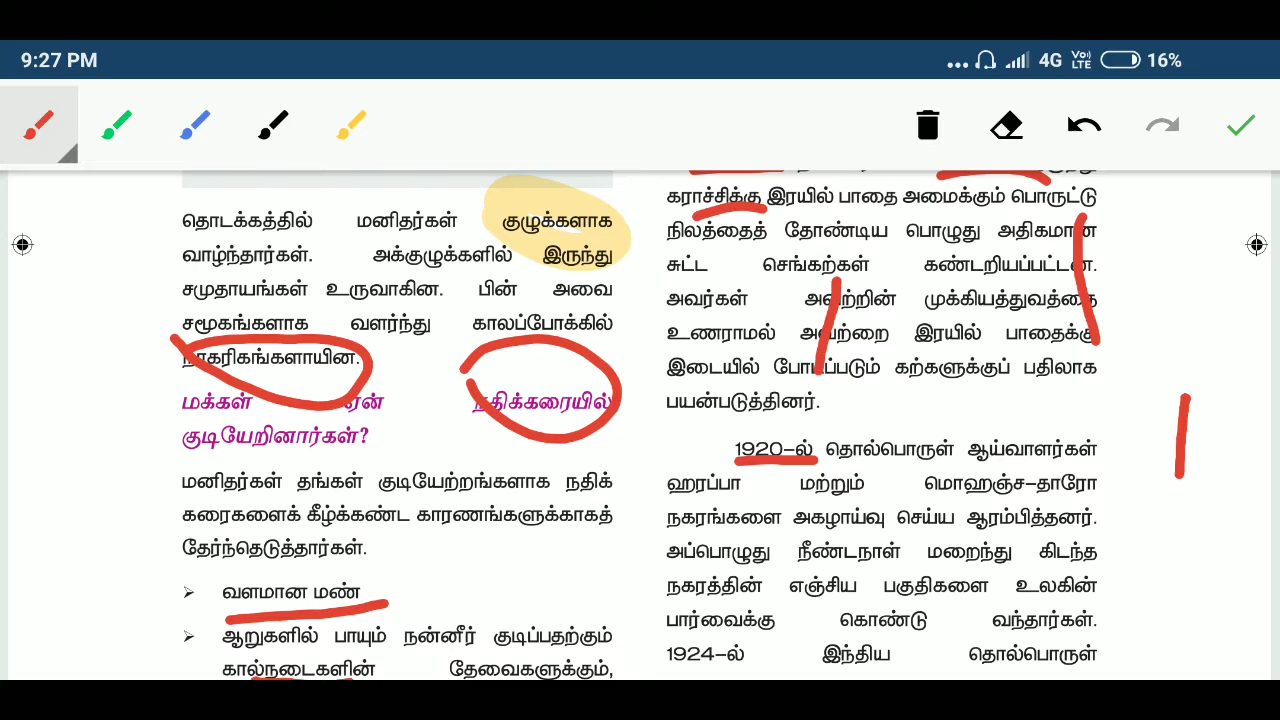 9:27 PM
4G VoLTE 16%
தொடக்கத்தில் மனிதர்கள் குழுக்களாக
வாழ்ந்தார்கள். அக்குழுக்களில் இருந்து
சமுதாயங்கள் உருவாகின. பின் அவை
சமூகங்களாக வளர்ந்து காலப்போக்கில்
நாகரிகங்களாயின.
மக்கள் ஏன் நதிக்கரையில்
குடியேறினார்கள்?
மனிதர்கள் தங்கள் குடியேற்றங்களாக நதிக்
கரைகளைக் கீழ்க்கண்ட காரணங்களுக்காகத்
தேர்ந்தெடுத்தார்கள்.
➢ வளமான மண்
➢ ஆறுகளில் பாயும் நன்னீர் குடிப்பதற்கும்
கால்நடைகளின் தேவைகளுக்கும்,
கராச்சிக்கு இரயில் பாதை அமைக்கும் பொருட்டு
நிலத்தைத் தோண்டிய பொழுது அதிகமான
சுட்ட செங்கற்கள் கண்டறியப்பட்டன.
அவர்கள் அவற்றின் முக்கியத்துவத்தை
உணராமல் அவற்றை இரயில் பாதைக்கு
இடையில் போடப்படும் கற்களுக்குப் பதிலாக
பயன்படுத்தினர்.
1920–ல் தொல்பொருள் ஆய்வாளர்கள்
ஹரப்பா மற்றும் மொஹஞ்ச–தாரோ
நகரங்களை அகழாய்வு செய்ய ஆரம்பித்தனர்.
அப்பொழுது நீண்டநாள் மறைந்து கிடந்த
நகரத்தின் எஞ்சிய பகுதிகளை உலகின்
பார்வைக்கு கொண்டு வந்தார்கள்.
1924–ல் இந்திய தொல்பொருள்